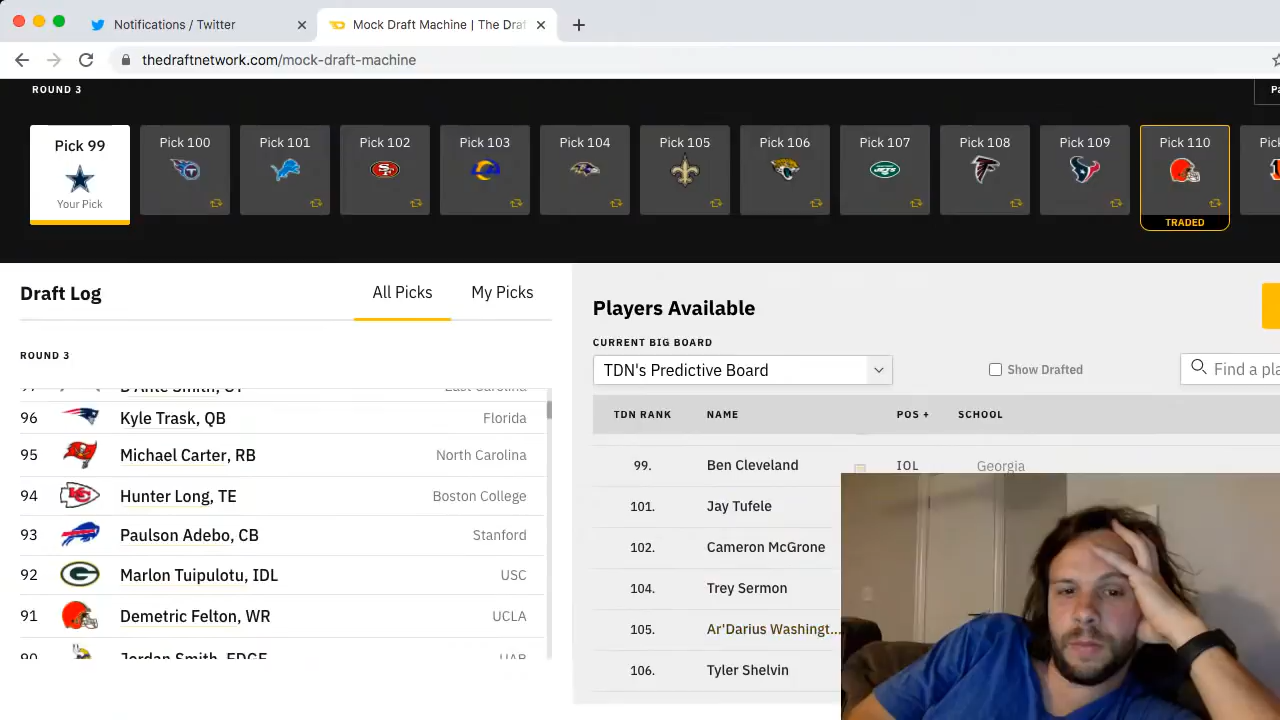 Notifications / Twitter
Mock Draft Machine | The Draf
thedraftnetwork.com/mock-draft-machine
ROUND 3
Pick 99
Your Pick
Pick 100
Pick 101
Pick 102
Pick 103
Pick 104
Pick 105
Pick 106
Pick 107
Pick 108
Pick 109
Pick 110
TRADED
Draft Log
All Picks
My Picks
ROUND 3
96 Kyle Trask, QB Florida
95 Michael Carter, RB North Carolina
94 Hunter Long, TE Boston College
93 Paulson Adebo, CB Stanford
92 Marlon Tuipulotu, IDL USC
91 Demetric Felton, WR UCLA
90 Jordan Smith, EDGE UAB
Players Available
CURRENT BIG BOARD
TDN's Predictive Board
Show Drafted
Find a pla
TDN RANK NAME POS + SCHOOL
99. Ben Cleveland IOL Georgia
101. Jay Tufele
102. Cameron McGrone
104. Trey Sermon
105. Ar'Darius Washingt...
106. Tyler Shelvin